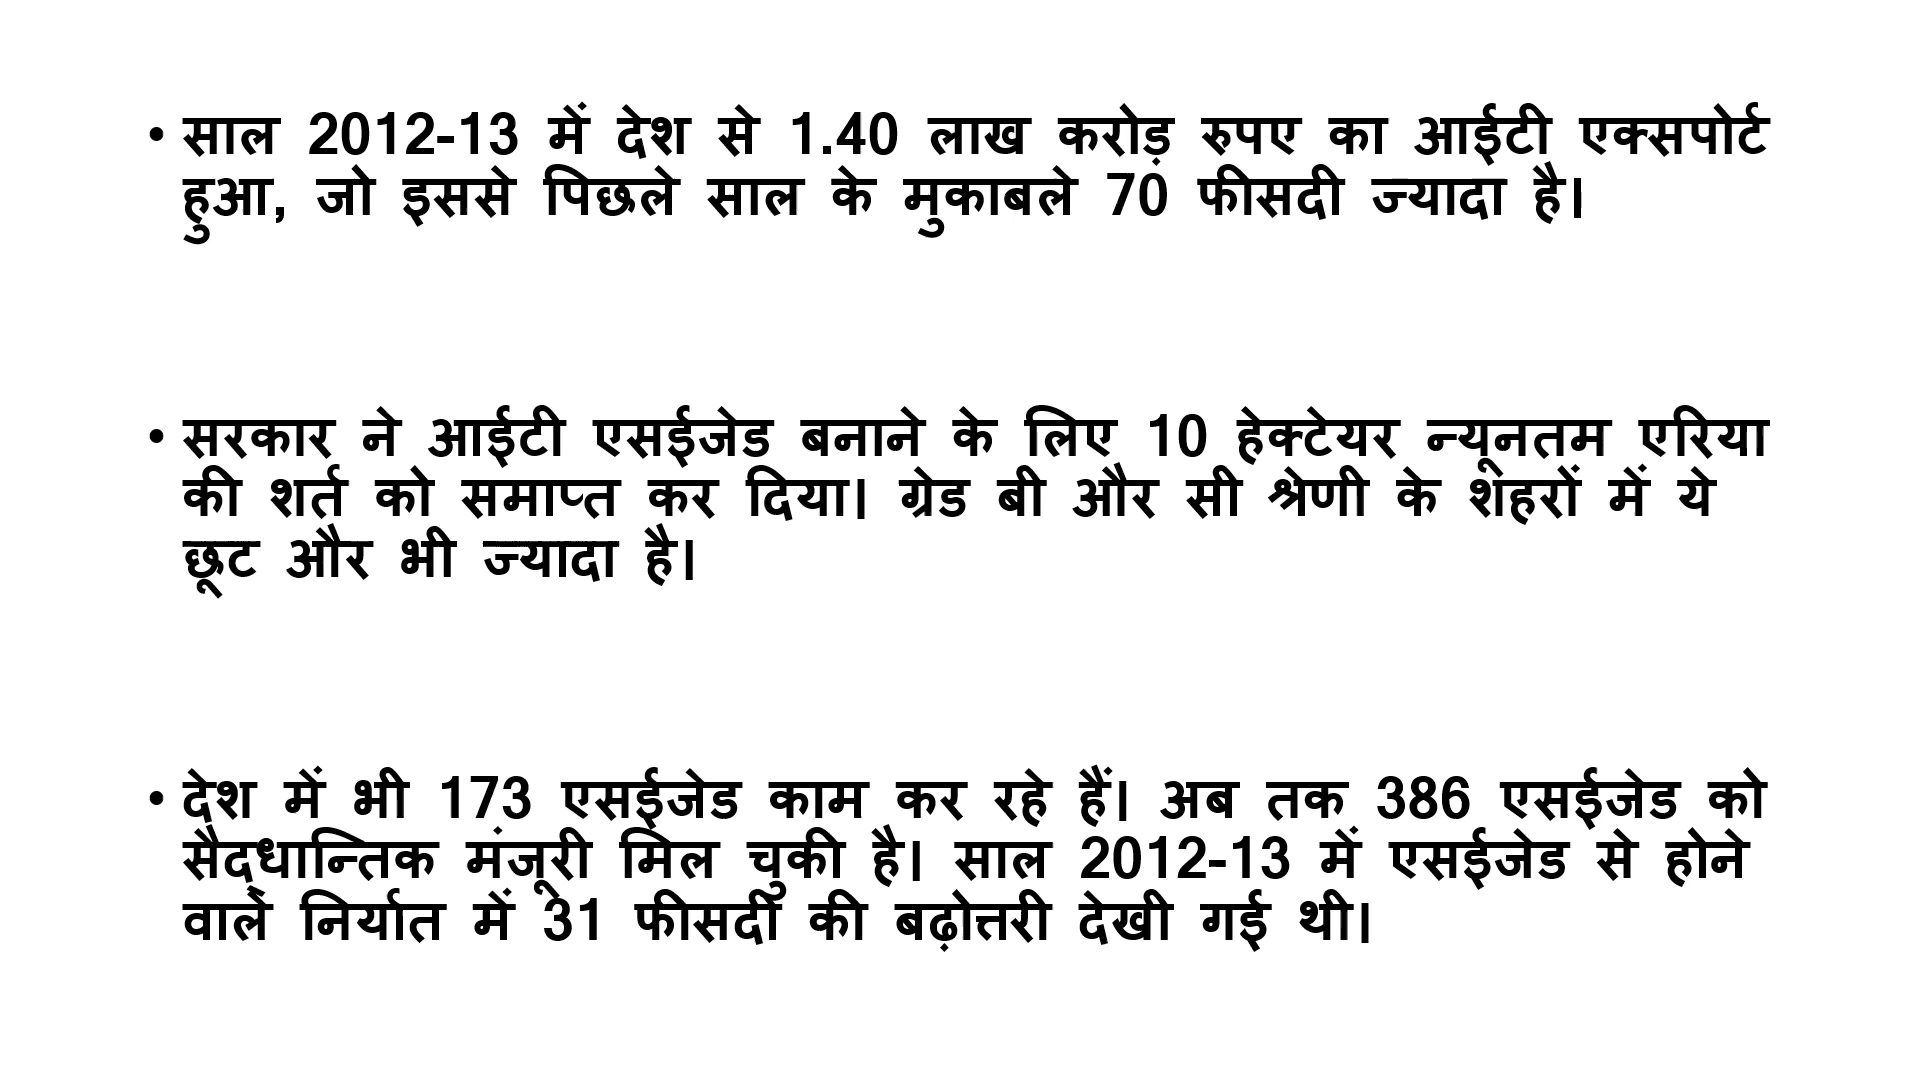 • साल 2012-13 में देश से 1.40 लाख करोड़ रुपए का आईटी एक्सपोर्ट
हुआ, जो इससे पिछले साल के मुकाबले 70 फीसदी ज्यादा है।
• सरकार ने आईटी एसईजेड बनाने के लिए 10 हेक्टेयर न्यूनतम एरिया
की शर्त को समाप्त कर दिया। ग्रेड बी और सी श्रेणी के शहरों में ये
छूट और भी ज्यादा है।
• देश में भी 173 एसईजेड काम कर रहे हैं। अब तक 386 एसईजेड को
सैद्धान्तिक मंजूरी मिल चुकी है। साल 2012-13 में एसईजेड से होने
वाले निर्यात में 31 फीसदी की बढ़ोत्तरी देखी गई थी।